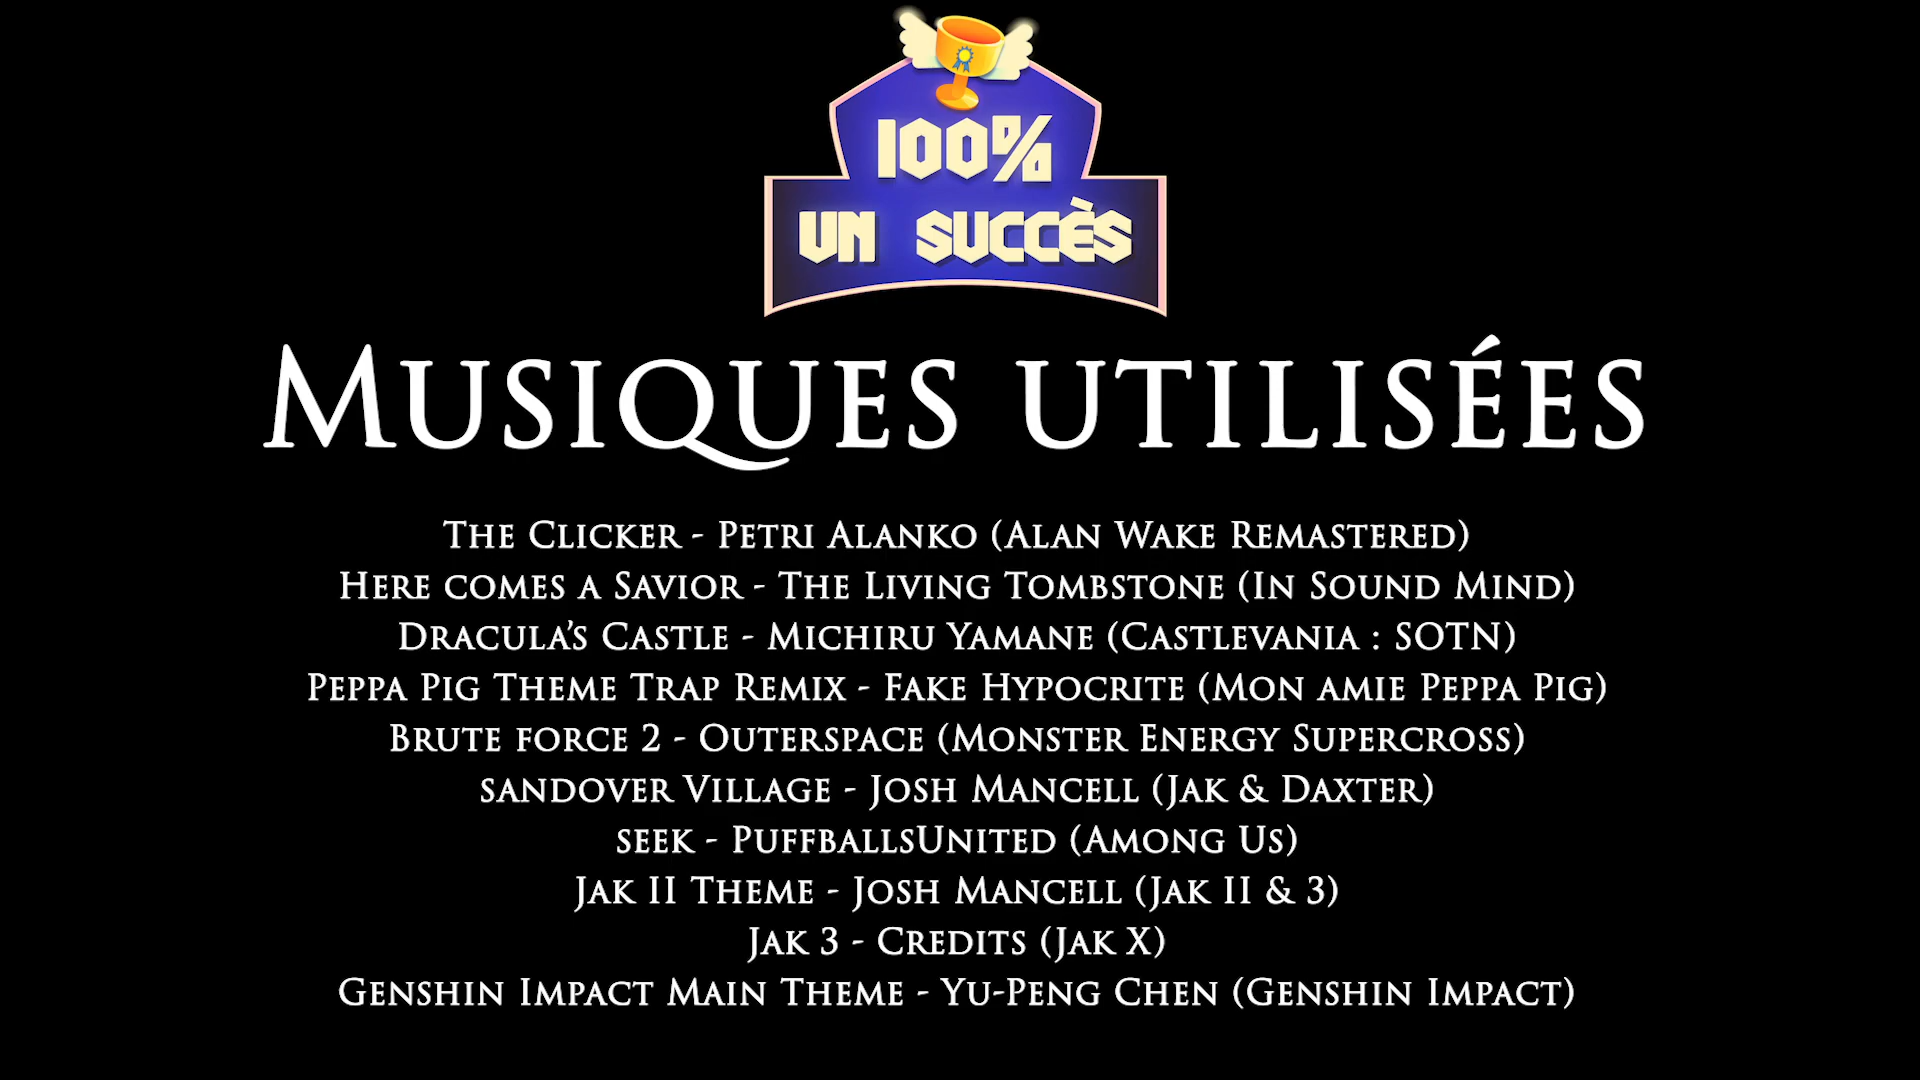 100%
UN SUCCÈS
Musiques utilisées
The Clicker - Petri Alanko (Alan Wake Remastered)
Here comes a Savior - The Living Tombstone (In Sound Mind)
Dracula’s Castle - Michiru Yamane (Castlevania : SOTN)
Peppa Pig Theme Trap Remix - Fake Hypocrite (Mon amie Peppa Pig)
Brute force 2 - Outerspace (Monster Energy Supercross)
sandover Village - Josh Mancell (Jak & Daxter)
seek - PuffballsUnited (Among Us)
Jak II Theme - Josh Mancell (Jak II & 3)
Jak 3 - Credits (Jak X)
Genshin Impact Main Theme - Yu-Peng Chen (Genshin Impact)